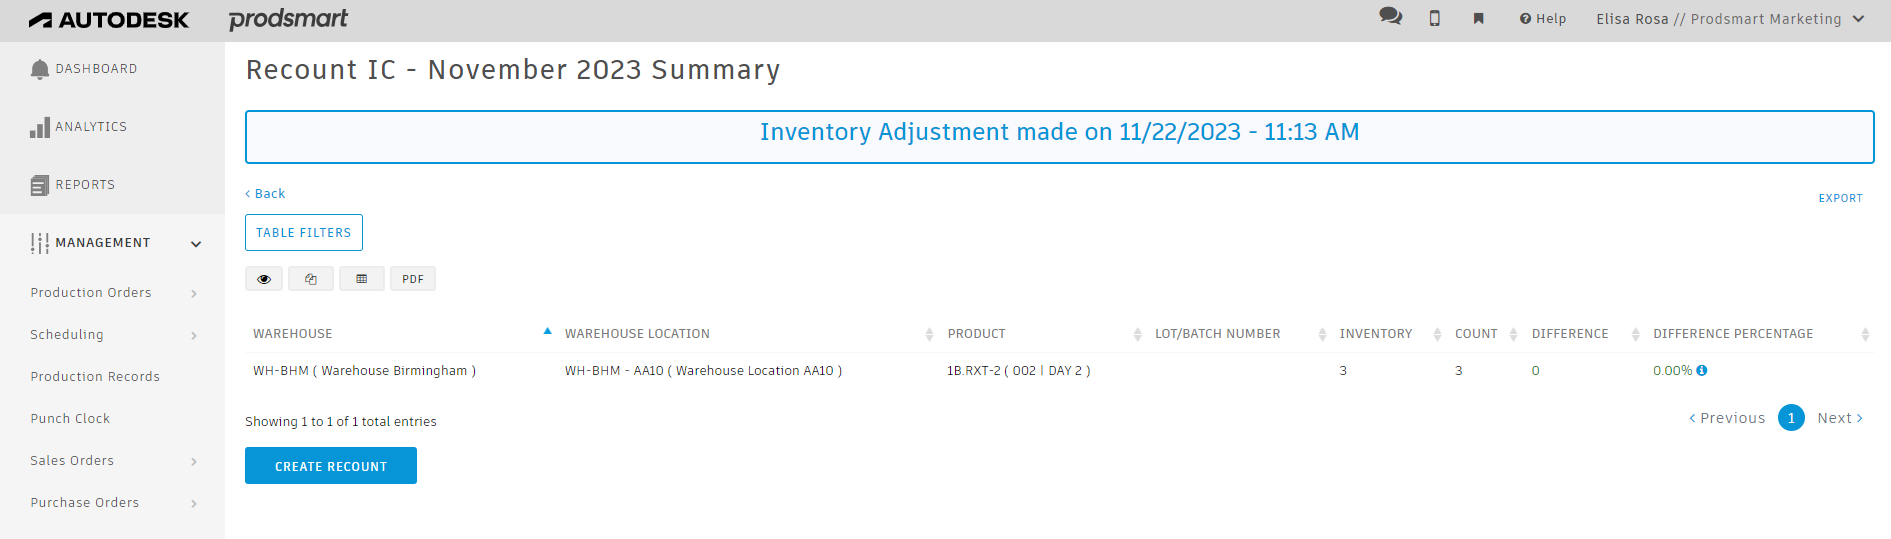 AUTODESK prodsmart Help Elisa Rosa // Prodsmart Marketing
DASHBOARD
ANALYTICS
REPORTS
MANAGEMENT
Production Orders
Scheduling
Production Records
Punch Clock
Sales Orders
Purchase Orders
Recount IC - November 2023 Summary
Inventory Adjustment made on 11/22/2023 - 11:13 AM
< Back EXPORT
TABLE FILTERS
PDF
WAREHOUSE WAREHOUSE LOCATION PRODUCT LOT/BATCH NUMBER INVENTORY COUNT DIFFERENCE DIFFERENCE PERCENTAGE
WH-BHM ( Warehouse Birmingham ) WH-BHM - AA10 ( Warehouse Location AA10 ) 1B.RXT-2 ( 002 | DAY 2 ) 3 3 0 0.00%
Showing 1 to 1 of 1 total entries < Previous 1 Next >
CREATE RECOUNT